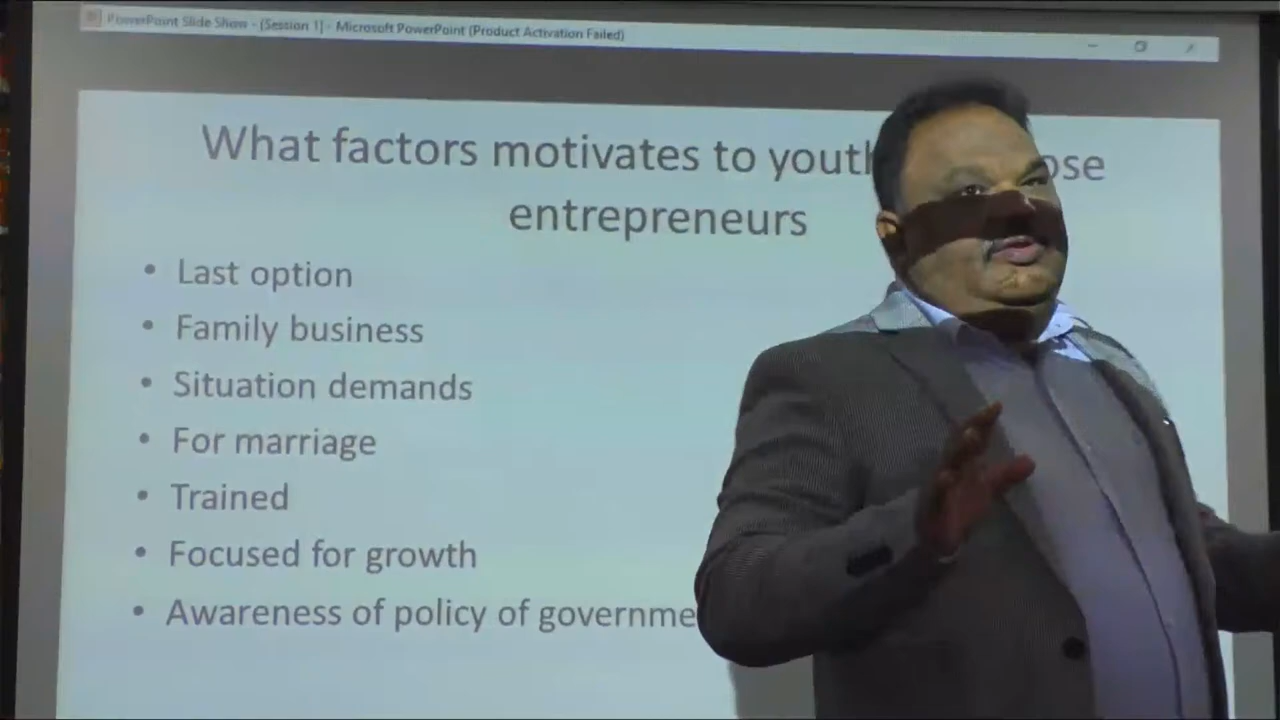 PowerPoint Slide Show - [Session 1] - Microsoft PowerPoint (Product Activation Failed)
What factors motivates to youth ose
entrepreneurs
• Last option
• Family business
• Situation demands
• For marriage
• Trained
• Focused for growth
• Awareness of policy of governme